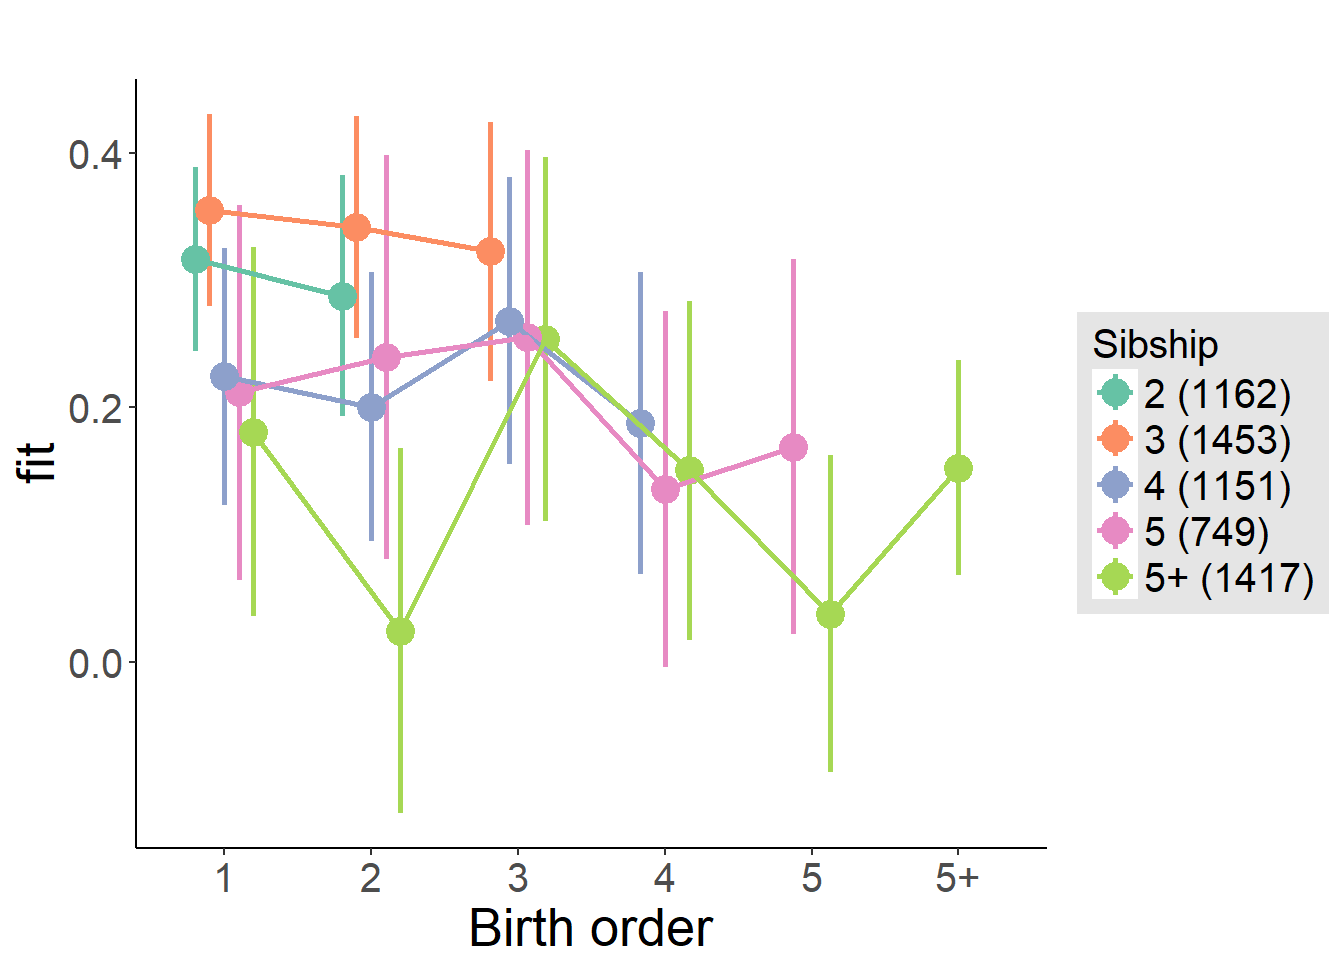 fit
0.4
0.2
0.0
1 2 3 4 5 5+
Birth order
Sibship
2 (1162)
3 (1453)
4 (1151)
5 (749)
5+ (1417)